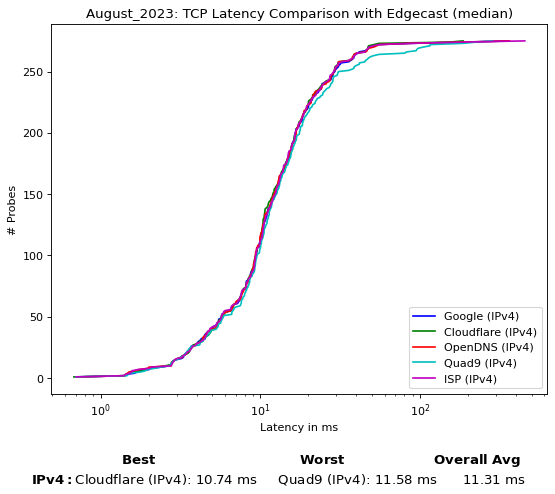 August_2023: TCP Latency Comparison with Edgecast (median)
# Probes
250
200
150
100
50
0
Google (IPv4)
Cloudflare (IPv4)
OpenDNS (IPv4)
Quad9 (IPv4)
ISP (IPv4)
10⁰ 10¹ 10²
Latency in ms
Best Worst Overall Avg
IPv4: Cloudflare (IPv4): 10.74 ms Quad9 (IPv4): 11.58 ms 11.31 ms